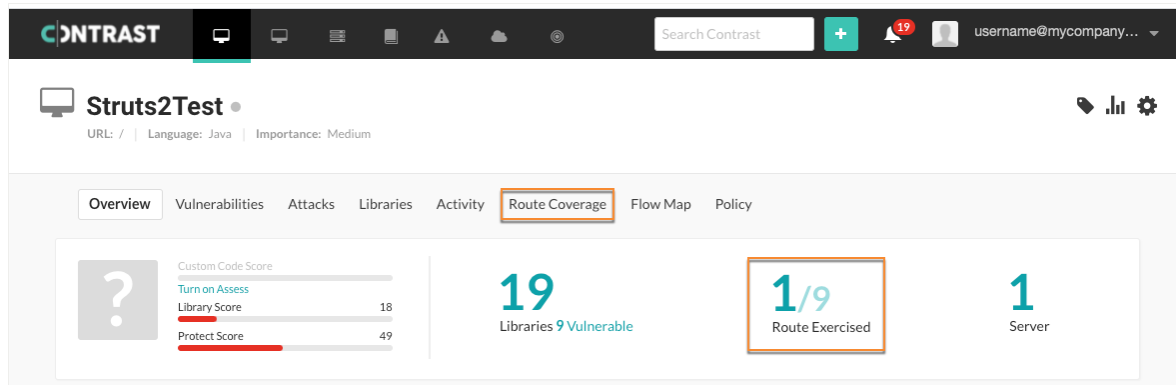 CONTRAST
Search Contrast
+
19
username@mycompany...
Struts2Test
URL: / | Language: Java | Importance: Medium
Overview Vulnerabilities Attacks Libraries Activity Route Coverage Flow Map Policy
?
Custom Code Score
Turn on Assess
Library Score 18
Protect Score 49
19
Libraries 9 Vulnerable
1/9
Route Exercised
1
Server